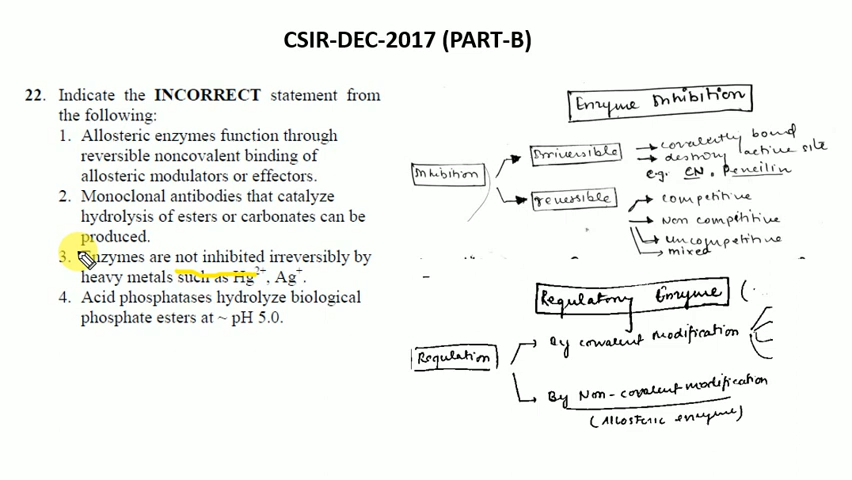 CSIR-DEC-2017 (PART-B)
22. Indicate the INCORRECT statement from
the following:
1. Allosteric enzymes function through
reversible noncovalent binding of
allosteric modulators or effectors.
2. Monoclonal antibodies that catalyze
hydrolysis of esters or carbonates can be
produced.
3. Enzymes are not inhibited irreversibly by
heavy metals such as Hg²⁺, Ag⁺.
4. Acid phosphatases hydrolyze biological
phosphate esters at ~ pH 5.0.
Enzyme Inhibition
Inhibition
irriversible
covalently bound
destroy active site
e.g. CN, Pencilin
reversible
competitive
Non competitive
uncompetitive
mixed
Regulatory Enzyme (
Regulation
By covalent modification
By Non-covalent modification
(Allosteric enzyme)